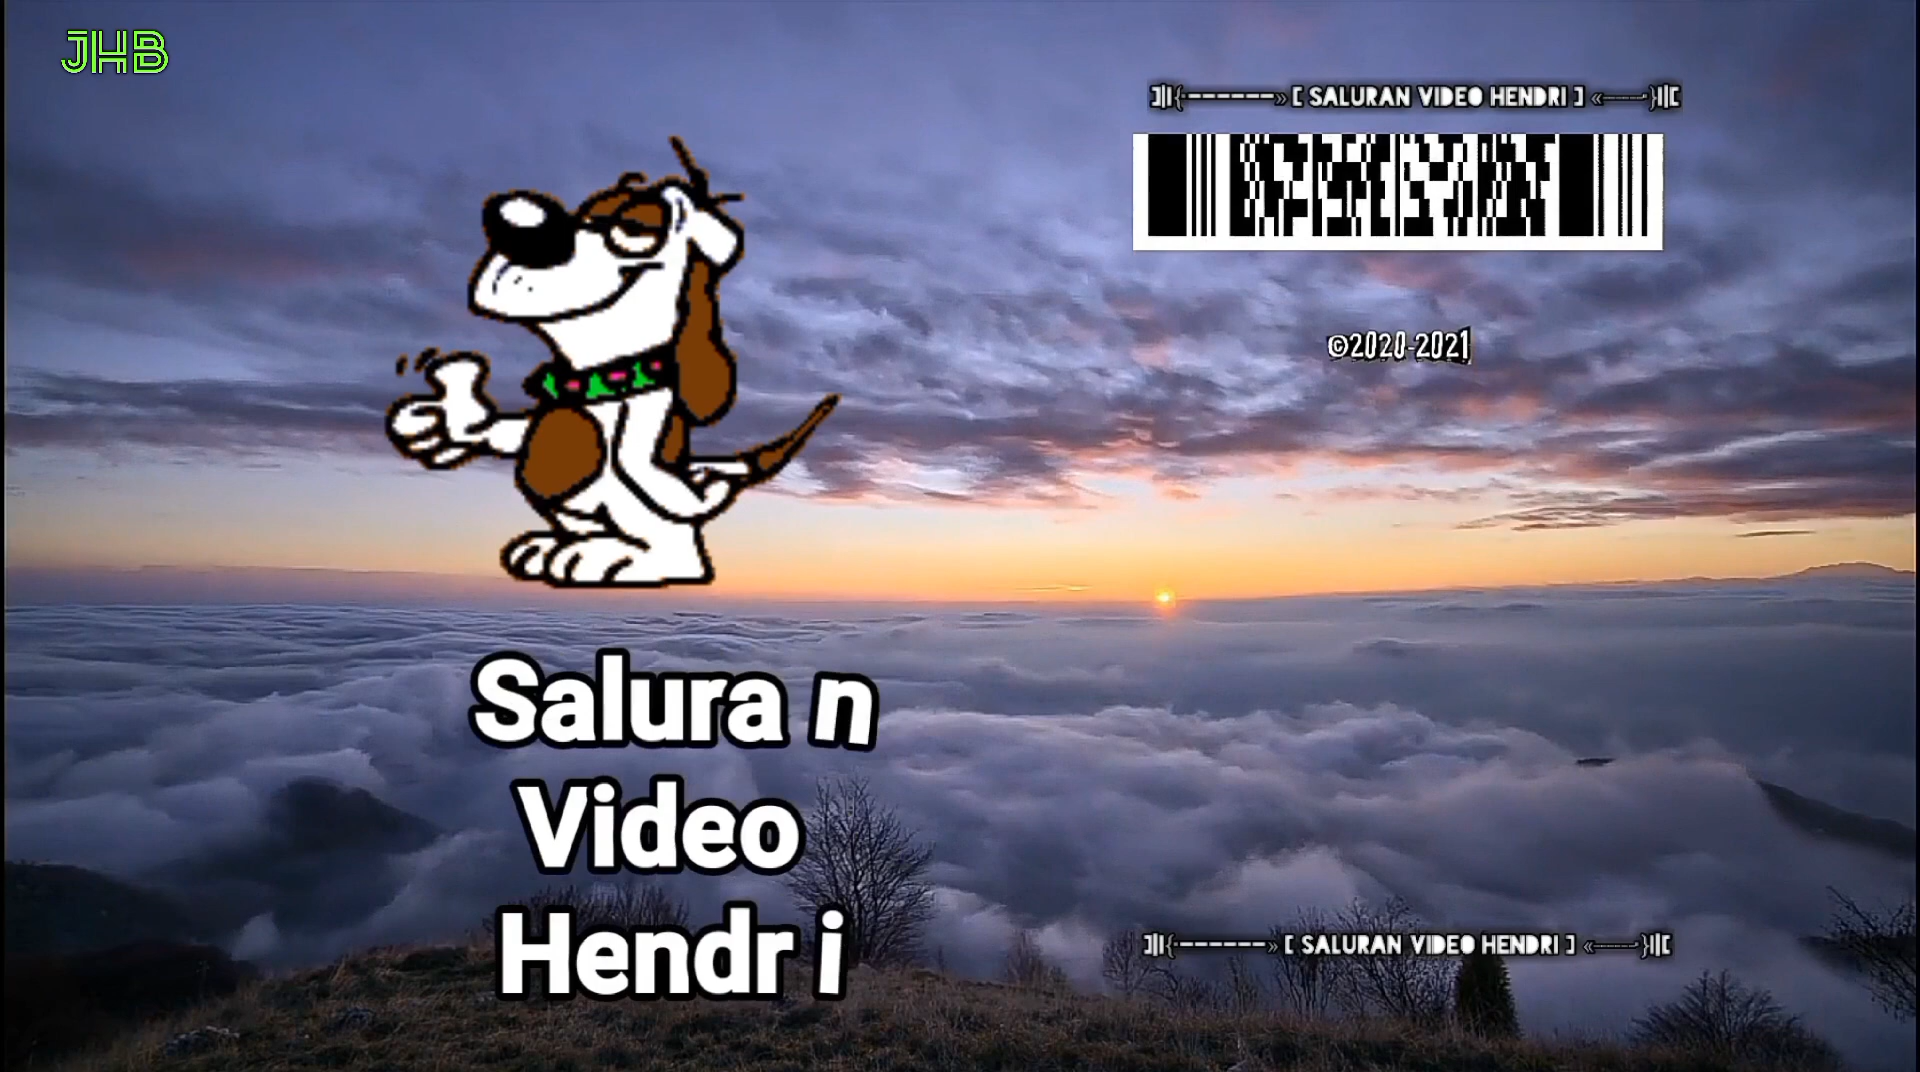 JHB
]||{------» [ SALURAN VIDEO HENDRI ] «----}||[
©2020-2021
Salura n
Video
Hendr i
]||{------» [ SALURAN VIDEO HENDRI ] «----}||[